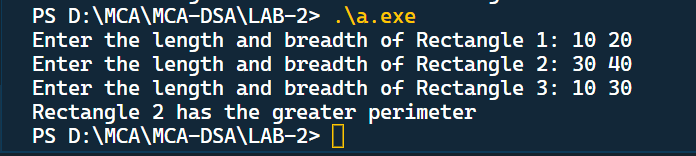 PS D:\MCA\MCA-DSA\LAB-2> .\a.exe
Enter the length and breadth of Rectangle 1: 10 20
Enter the length and breadth of Rectangle 2: 30 40
Enter the length and breadth of Rectangle 3: 10 30
Rectangle 2 has the greater perimeter
PS D:\MCA\MCA-DSA\LAB-2>